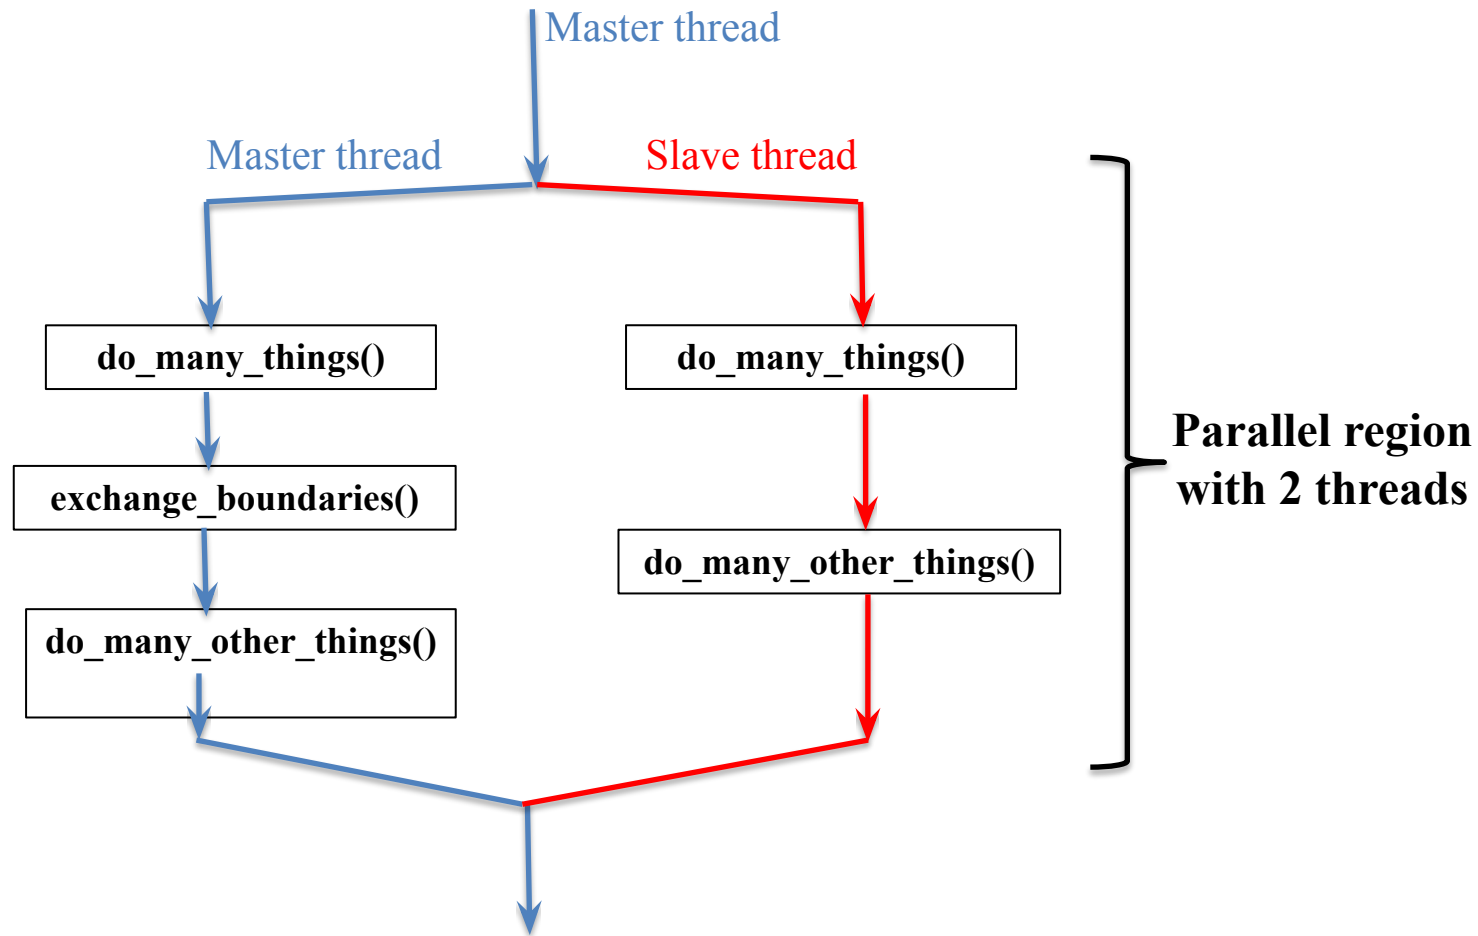 Master thread
Master thread
Slave thread
do_many_things()
do_many_things()
exchange_boundaries()
do_many_other_things()
do_many_other_things()
Parallel region
with 2 threads